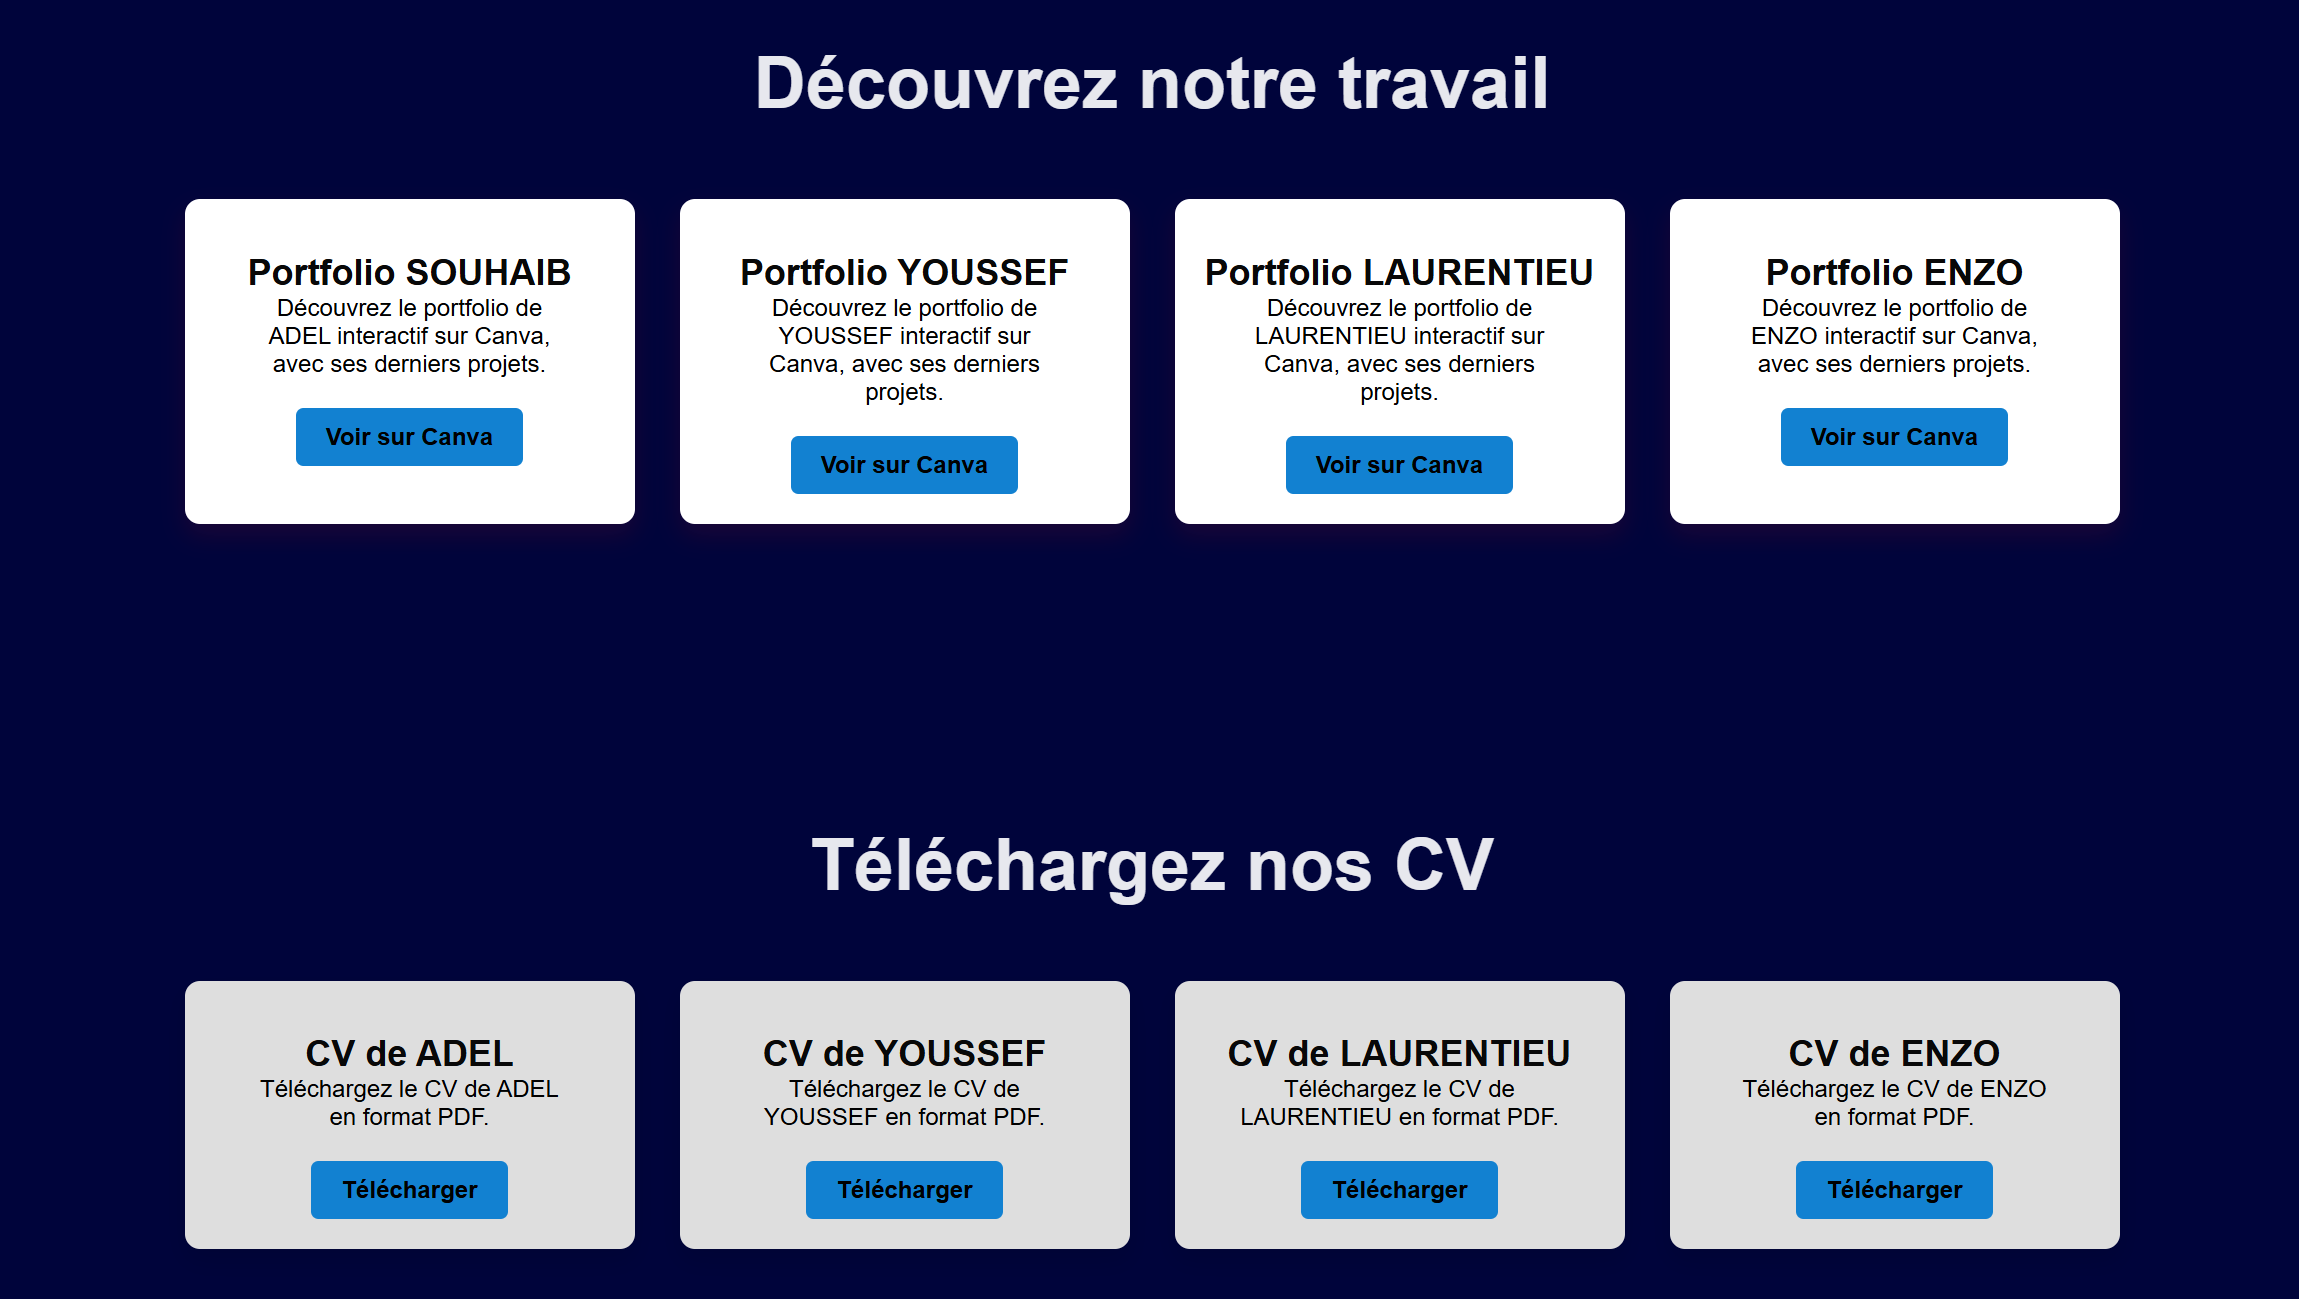 Découvrez notre travail
Portfolio SOUHAIB
Découvrez le portfolio de
ADEL interactif sur Canva,
avec ses derniers projets.
Voir sur Canva
Portfolio YOUSSEF
Découvrez le portfolio de
YOUSSEF interactif sur
Canva, avec ses derniers
projets.
Voir sur Canva
Portfolio LAURENTIEU
Découvrez le portfolio de
LAURENTIEU interactif sur
Canva, avec ses derniers
projets.
Voir sur Canva
Portfolio ENZO
Découvrez le portfolio de
ENZO interactif sur Canva,
avec ses derniers projets.
Voir sur Canva
Téléchargez nos CV
CV de ADEL
Téléchargez le CV de ADEL
en format PDF.
Télécharger
CV de YOUSSEF
Téléchargez le CV de
YOUSSEF en format PDF.
Télécharger
CV de LAURENTIEU
Téléchargez le CV de
LAURENTIEU en format PDF.
Télécharger
CV de ENZO
Téléchargez le CV de ENZO
en format PDF.
Télécharger